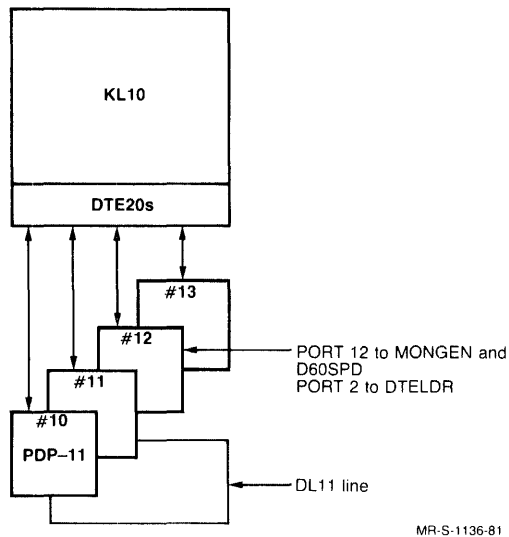 KL10
DTE20s
#13
#12
#11
#10
PDP–11
PORT 12 to MONGEN and
D60SPD
PORT 2 to DTELDR
DL11 line
MR-S-1136-81